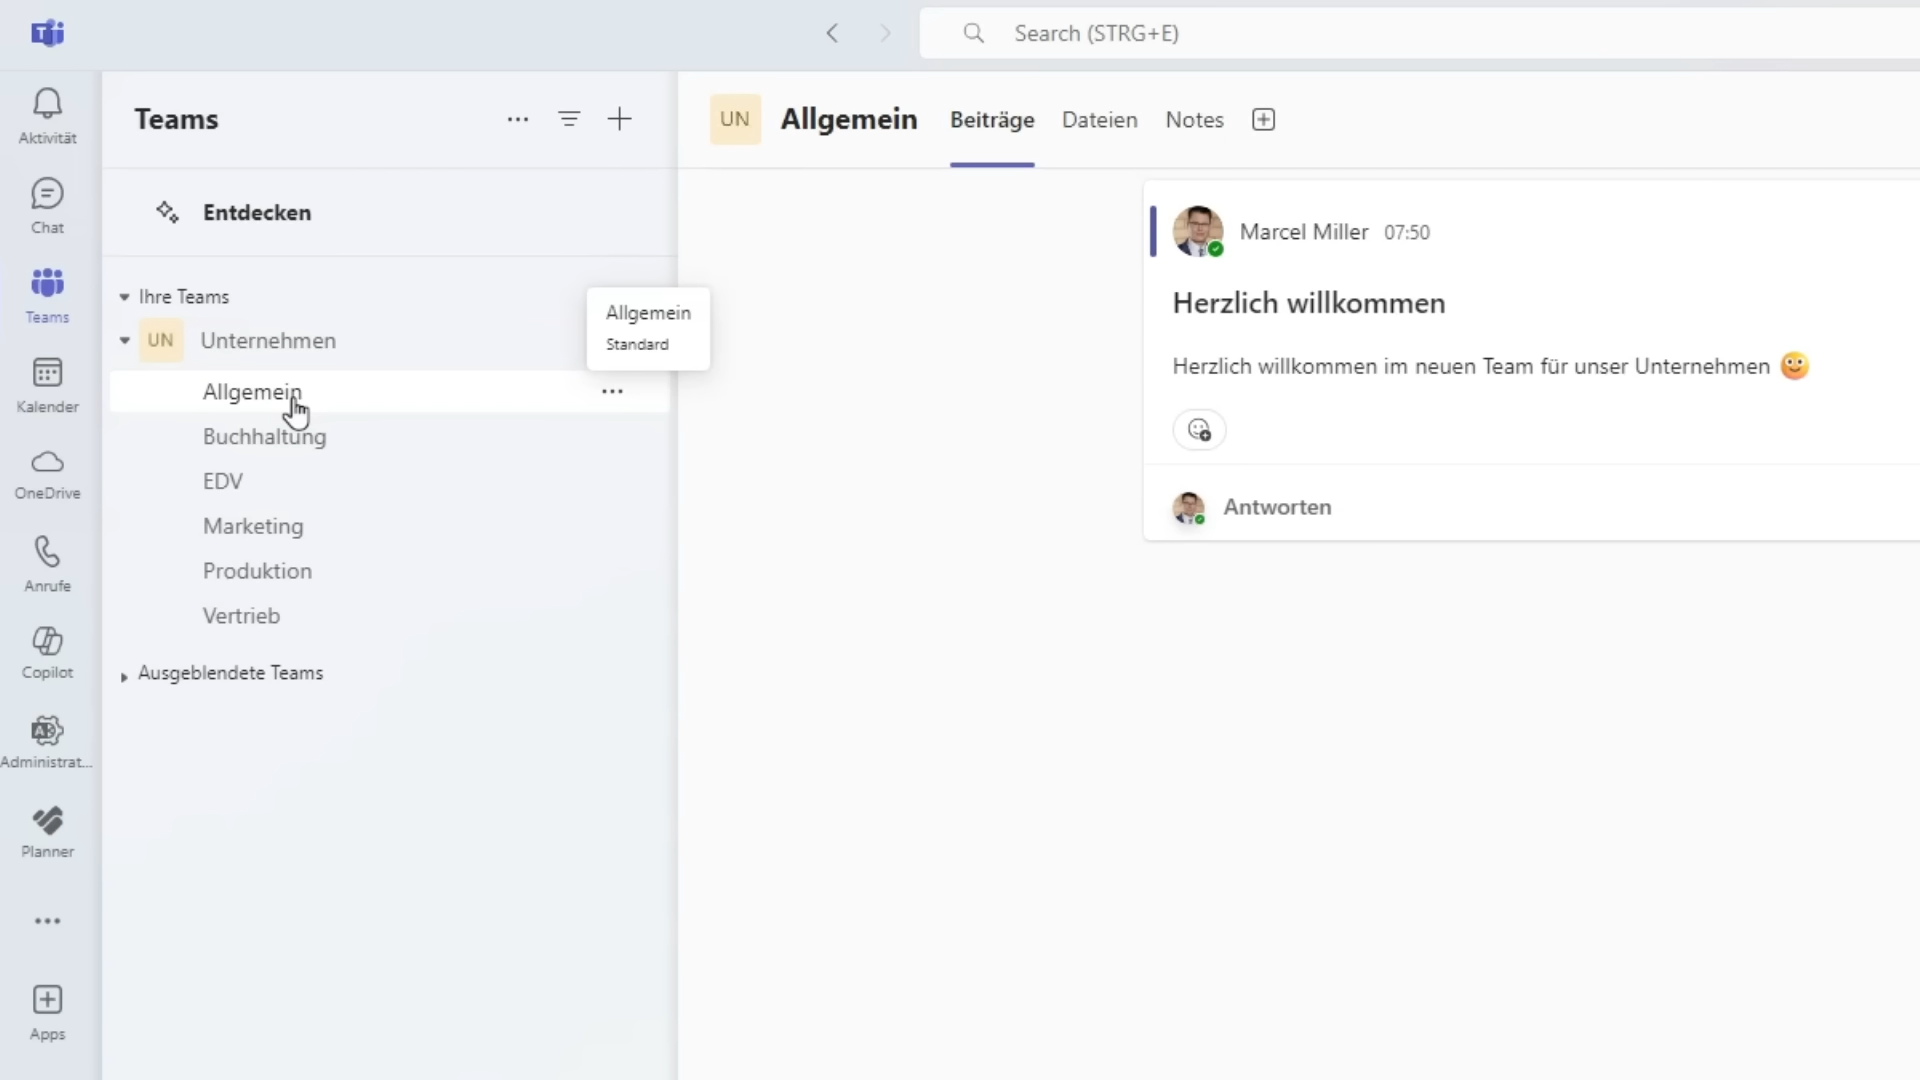 Search (STRG+E)
Aktivität
Chat
Teams
Kalender
OneDrive
Anrufe
Copilot
Administrat...
Planner
Apps
Teams
Entdecken
Ihre Teams
UN Unternehmen
Allgemein
Buchhaltung
EDV
Marketing
Produktion
Vertrieb
Ausgeblendete Teams
Allgemein
Standard
UN Allgemein Beiträge Dateien Notes
Marcel Miller 07:50
Herzlich willkommen
Herzlich willkommen im neuen Team für unser Unternehmen
Antworten